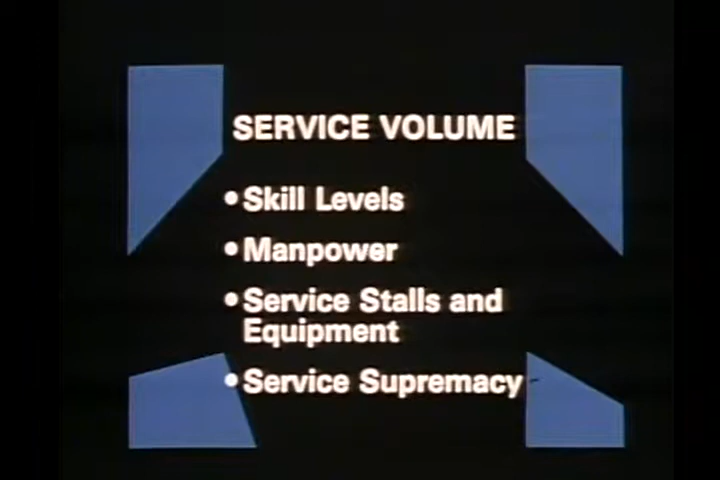 SERVICE VOLUME
• Skill Levels
• Manpower
• Service Stalls and
Equipment
• Service Supremacy